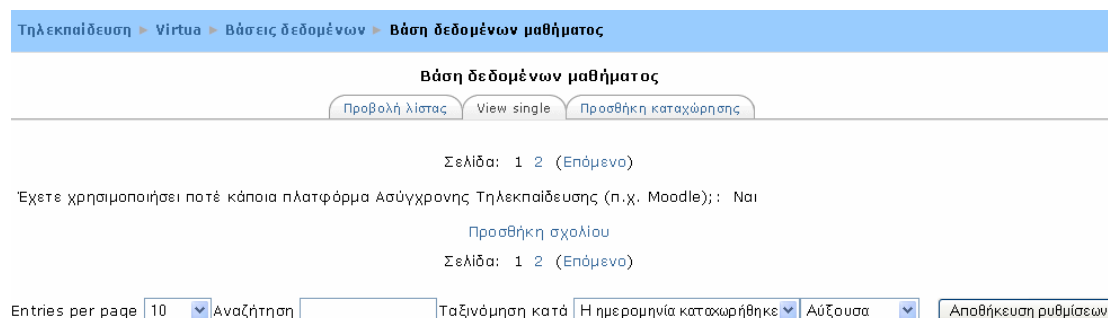 Τηλεκπαίδευση ► Virtua ► Βάσεις δεδομένων ► Βάση δεδομένων μαθήματος
Βάση δεδομένων μαθήματος
Προβολή λίστας View single Προσθήκη καταχώρησης
Σελίδα: 1 2 (Επόμενο)
Έχετε χρησιμοποιήσει ποτέ κάποια πλατφόρμα Ασύγχρονης Τηλεκπαίδευσης (π.χ. Moodle);: Ναι
Προσθήκη σχολίου
Σελίδα: 1 2 (Επόμενο)
Entries per page 10 Αναζήτηση Ταξινόμηση κατά Η ημερομηνία καταχωρήθηκε Αύξουσα Αποθήκευση ρυθμίσεων